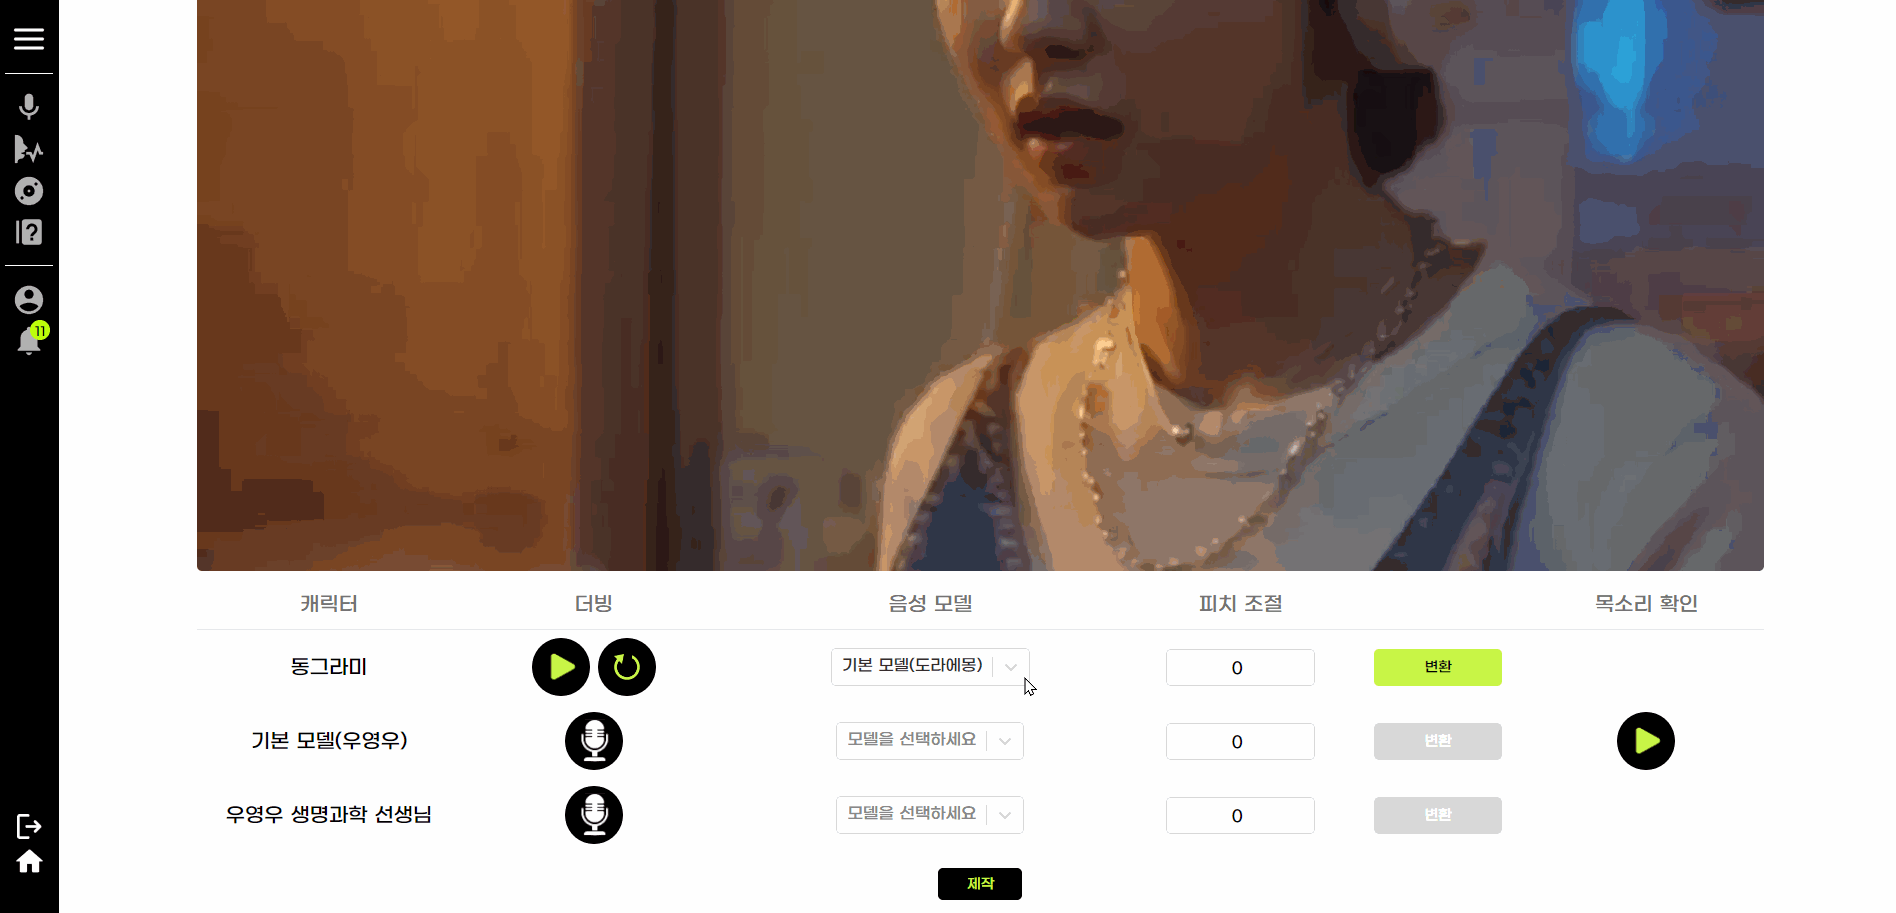 11
캐릭터 더빙 음성 모델 피치 조절 목소리 확인
동그라미 기본 모델(도라에몽) 0 변환
기본 모델(우영우) 모델을 선택하세요 0 변환
우영우 생명과학 선생님 모델을 선택하세요 0 변환
제작